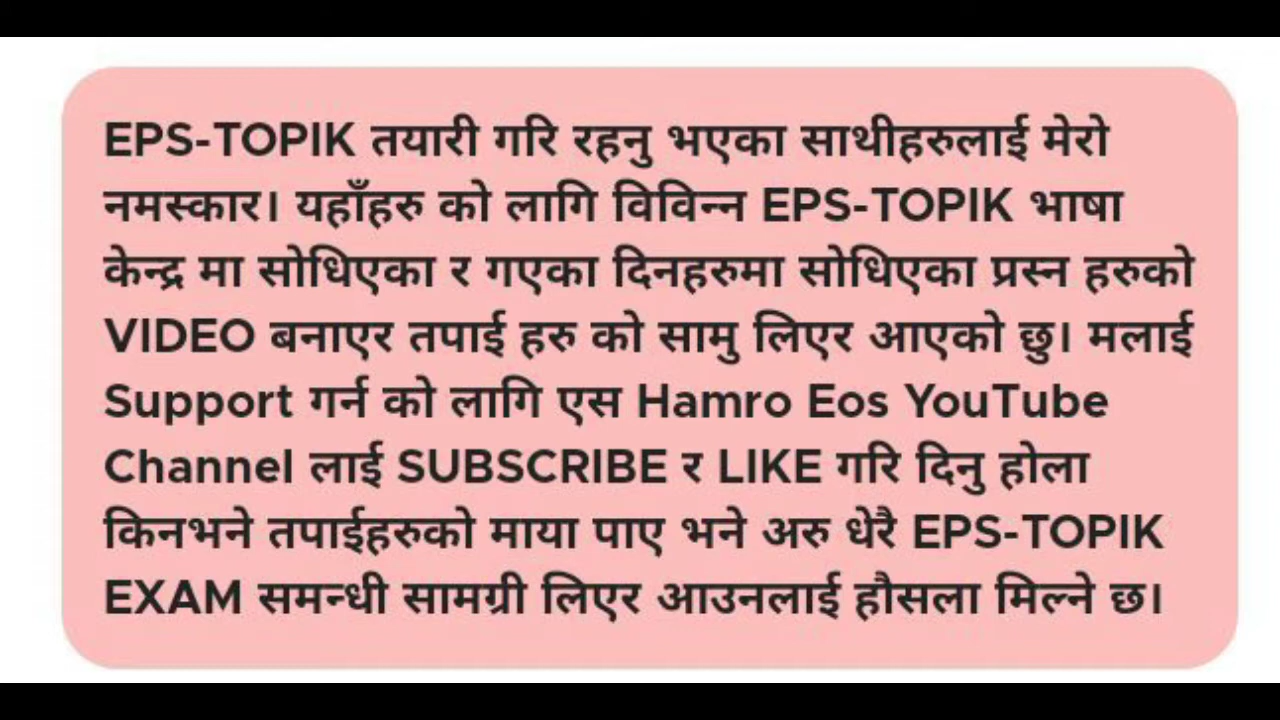 EPS-TOPIK तयारी गरि रहनु भएका साथीहरुलाई मेरो
नमस्कार। यहाँहरु को लागि विविन्न EPS-TOPIK भाषा
केन्द्र मा सोधिएका र गएका दिनहरुमा सोधिएका प्रस्न हरुको
VIDEO बनाएर तपाई हरु को सामु लिएर आएको छु। मलाई
Support गर्न को लागि एस Hamro Eos YouTube
Channel लाई SUBSCRIBE र LIKE गरि दिनु होला
किनभने तपाईहरुको माया पाए भने अरु धेरै EPS-TOPIK
EXAM समन्धी सामग्री लिएर आउनलाई हौसला मिल्ने छ।